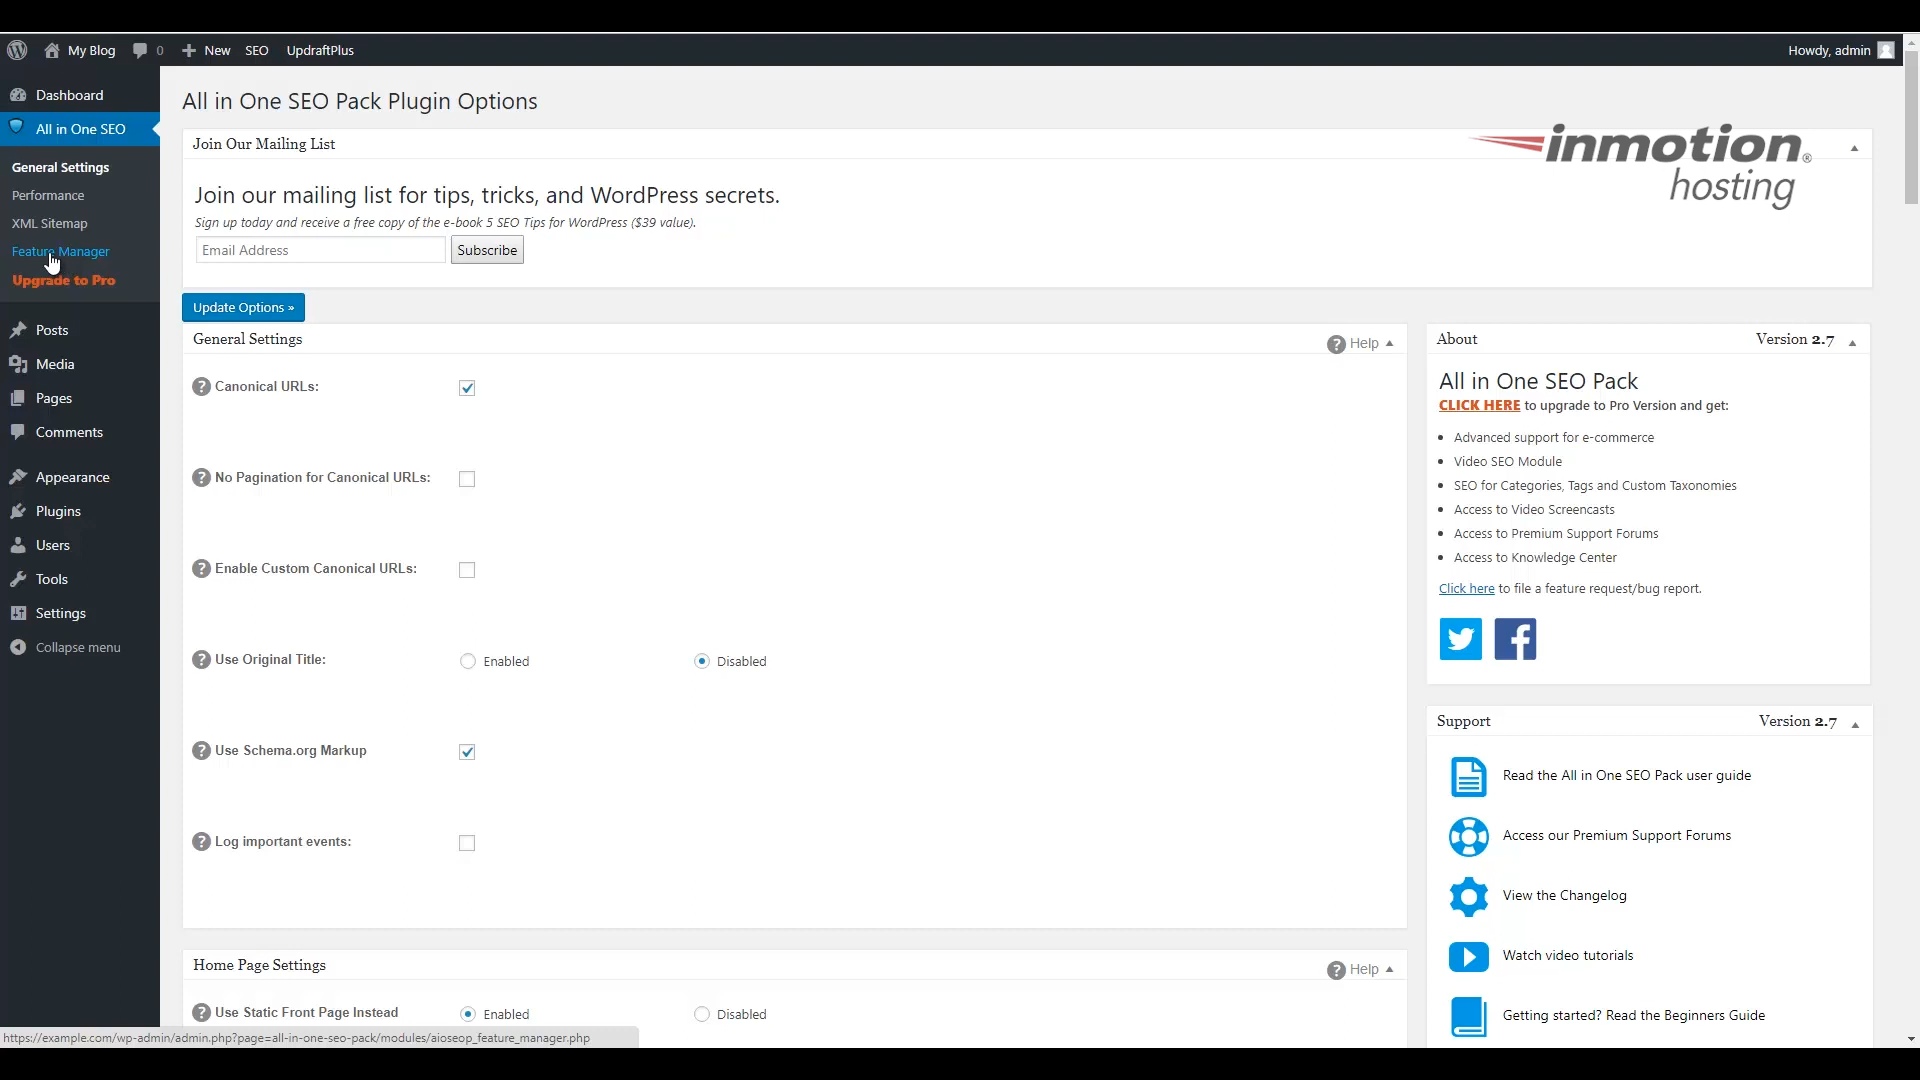 My Blog 0 New SEO UpdraftPlus Howdy, admin
Dashboard
All in One SEO
General Settings
Performance
XML Sitemap
Feature Manager
Upgrade to Pro
Posts
Media
Pages
Comments
Appearance
Plugins
Users
Tools
Settings
Collapse menu
All in One SEO Pack Plugin Options
Join Our Mailing List
inmotion®
hosting
Join our mailing list for tips, tricks, and WordPress secrets.
Sign up today and receive a free copy of the e-book 5 SEO Tips for WordPress ($39 value).
Email Address Subscribe
Update Options »
General Settings
? Help
? Canonical URLs:
? No Pagination for Canonical URLs:
? Enable Custom Canonical URLs:
? Use Original Title: Enabled Disabled
? Use Schema.org Markup
? Log important events:
Home Page Settings
? Help
? Use Static Front Page Instead Enabled Disabled
About Version 2.7
All in One SEO Pack
CLICK HERE to upgrade to Pro Version and get:
• Advanced support for e-commerce
• Video SEO Module
• SEO for Categories, Tags and Custom Taxonomies
• Access to Video Screencasts
• Access to Premium Support Forums
• Access to Knowledge Center
Click here to file a feature request/bug report.
Support Version 2.7
Read the All in One SEO Pack user guide
Access our Premium Support Forums
View the Changelog
Watch video tutorials
Getting started? Read the Beginners Guide
https://example.com/wp-admin/admin.php?page=all-in-one-seo-pack/modules/aioseop_feature_manager.php